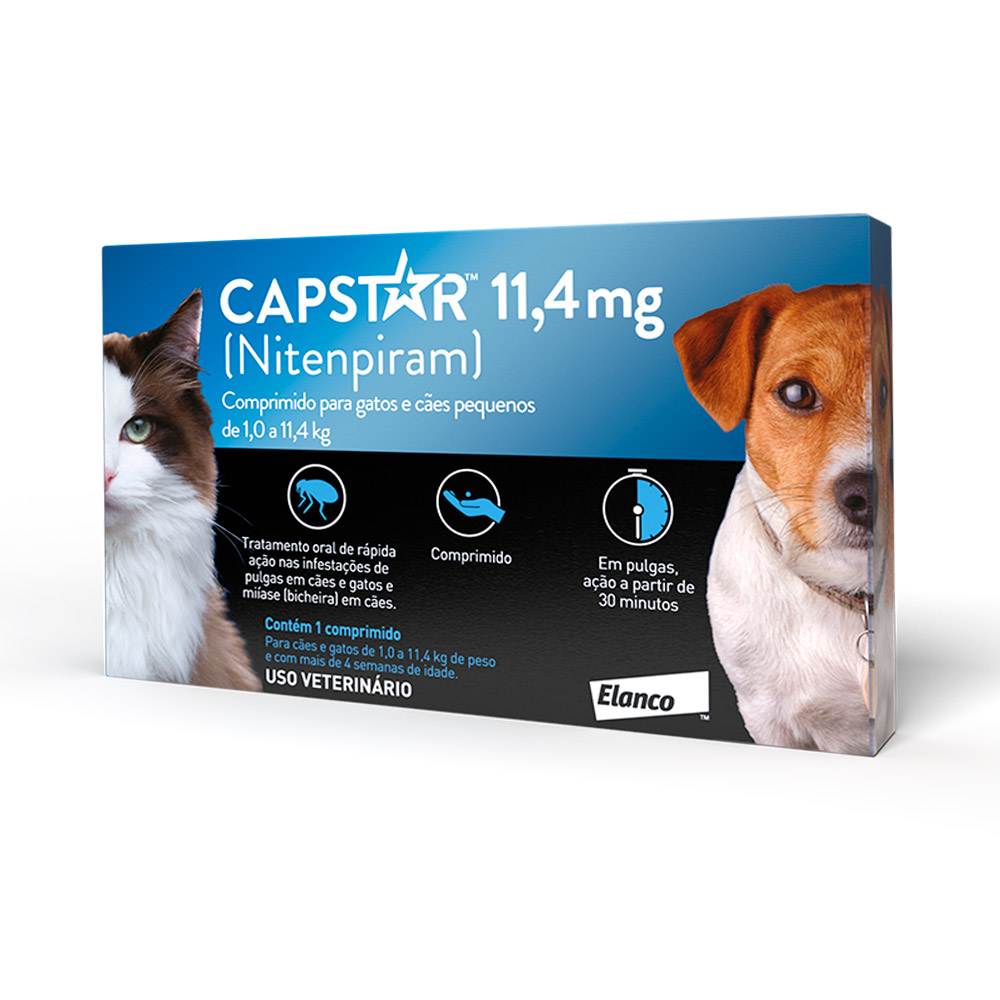 CAPSTAR™ 11,4 mg
(Nitenpiram)
Comprimido para gatos e cães pequenos
de 1,0 a 11,4 kg
Tratamento oral de rápida
ação nas infestações de
pulgas em cães e gatos e
miíase (bicheira) em cães.
Comprimido
Em pulgas,
ação a partir de
30 minutos
Contém 1 comprimido
Para cães e gatos de 1,0 a 11,4 kg de peso
e com mais de 4 semanas de idade.
USO VETERINÁRIO
Elanco™